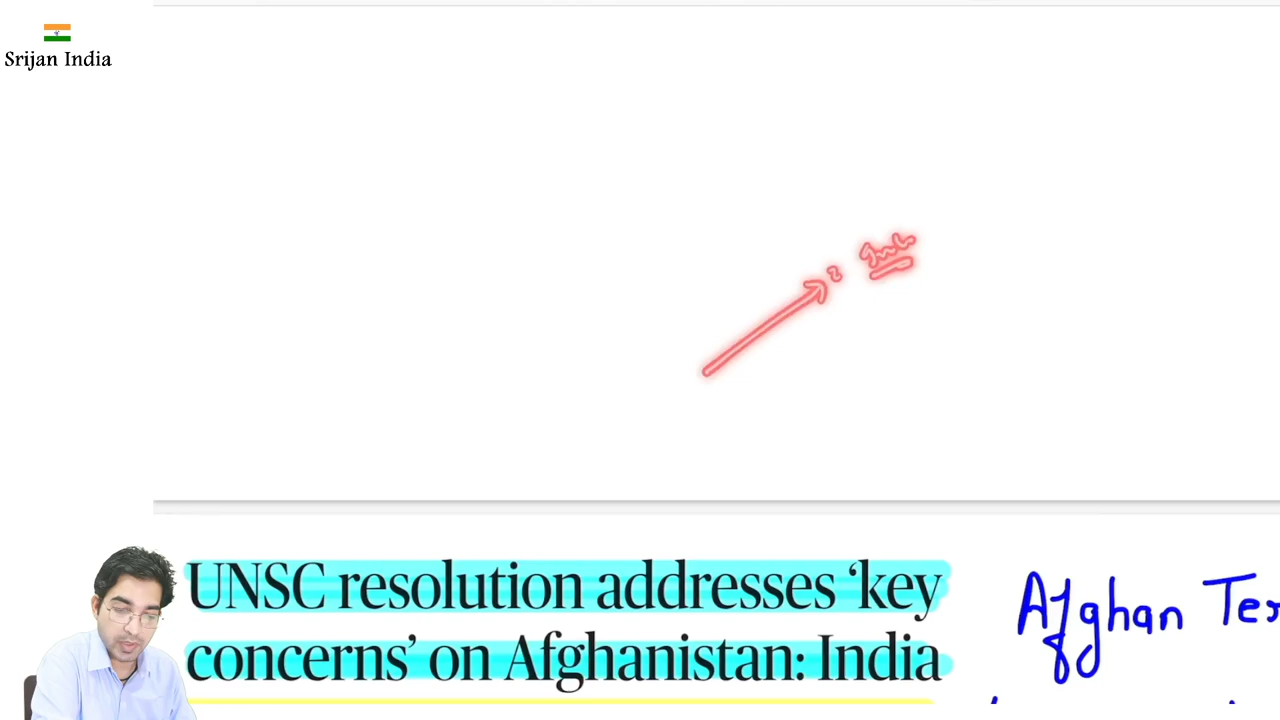 Srijan India
UNSC resolution addresses ‘key
concerns’ on Afghanistan: India
Afghan Ter